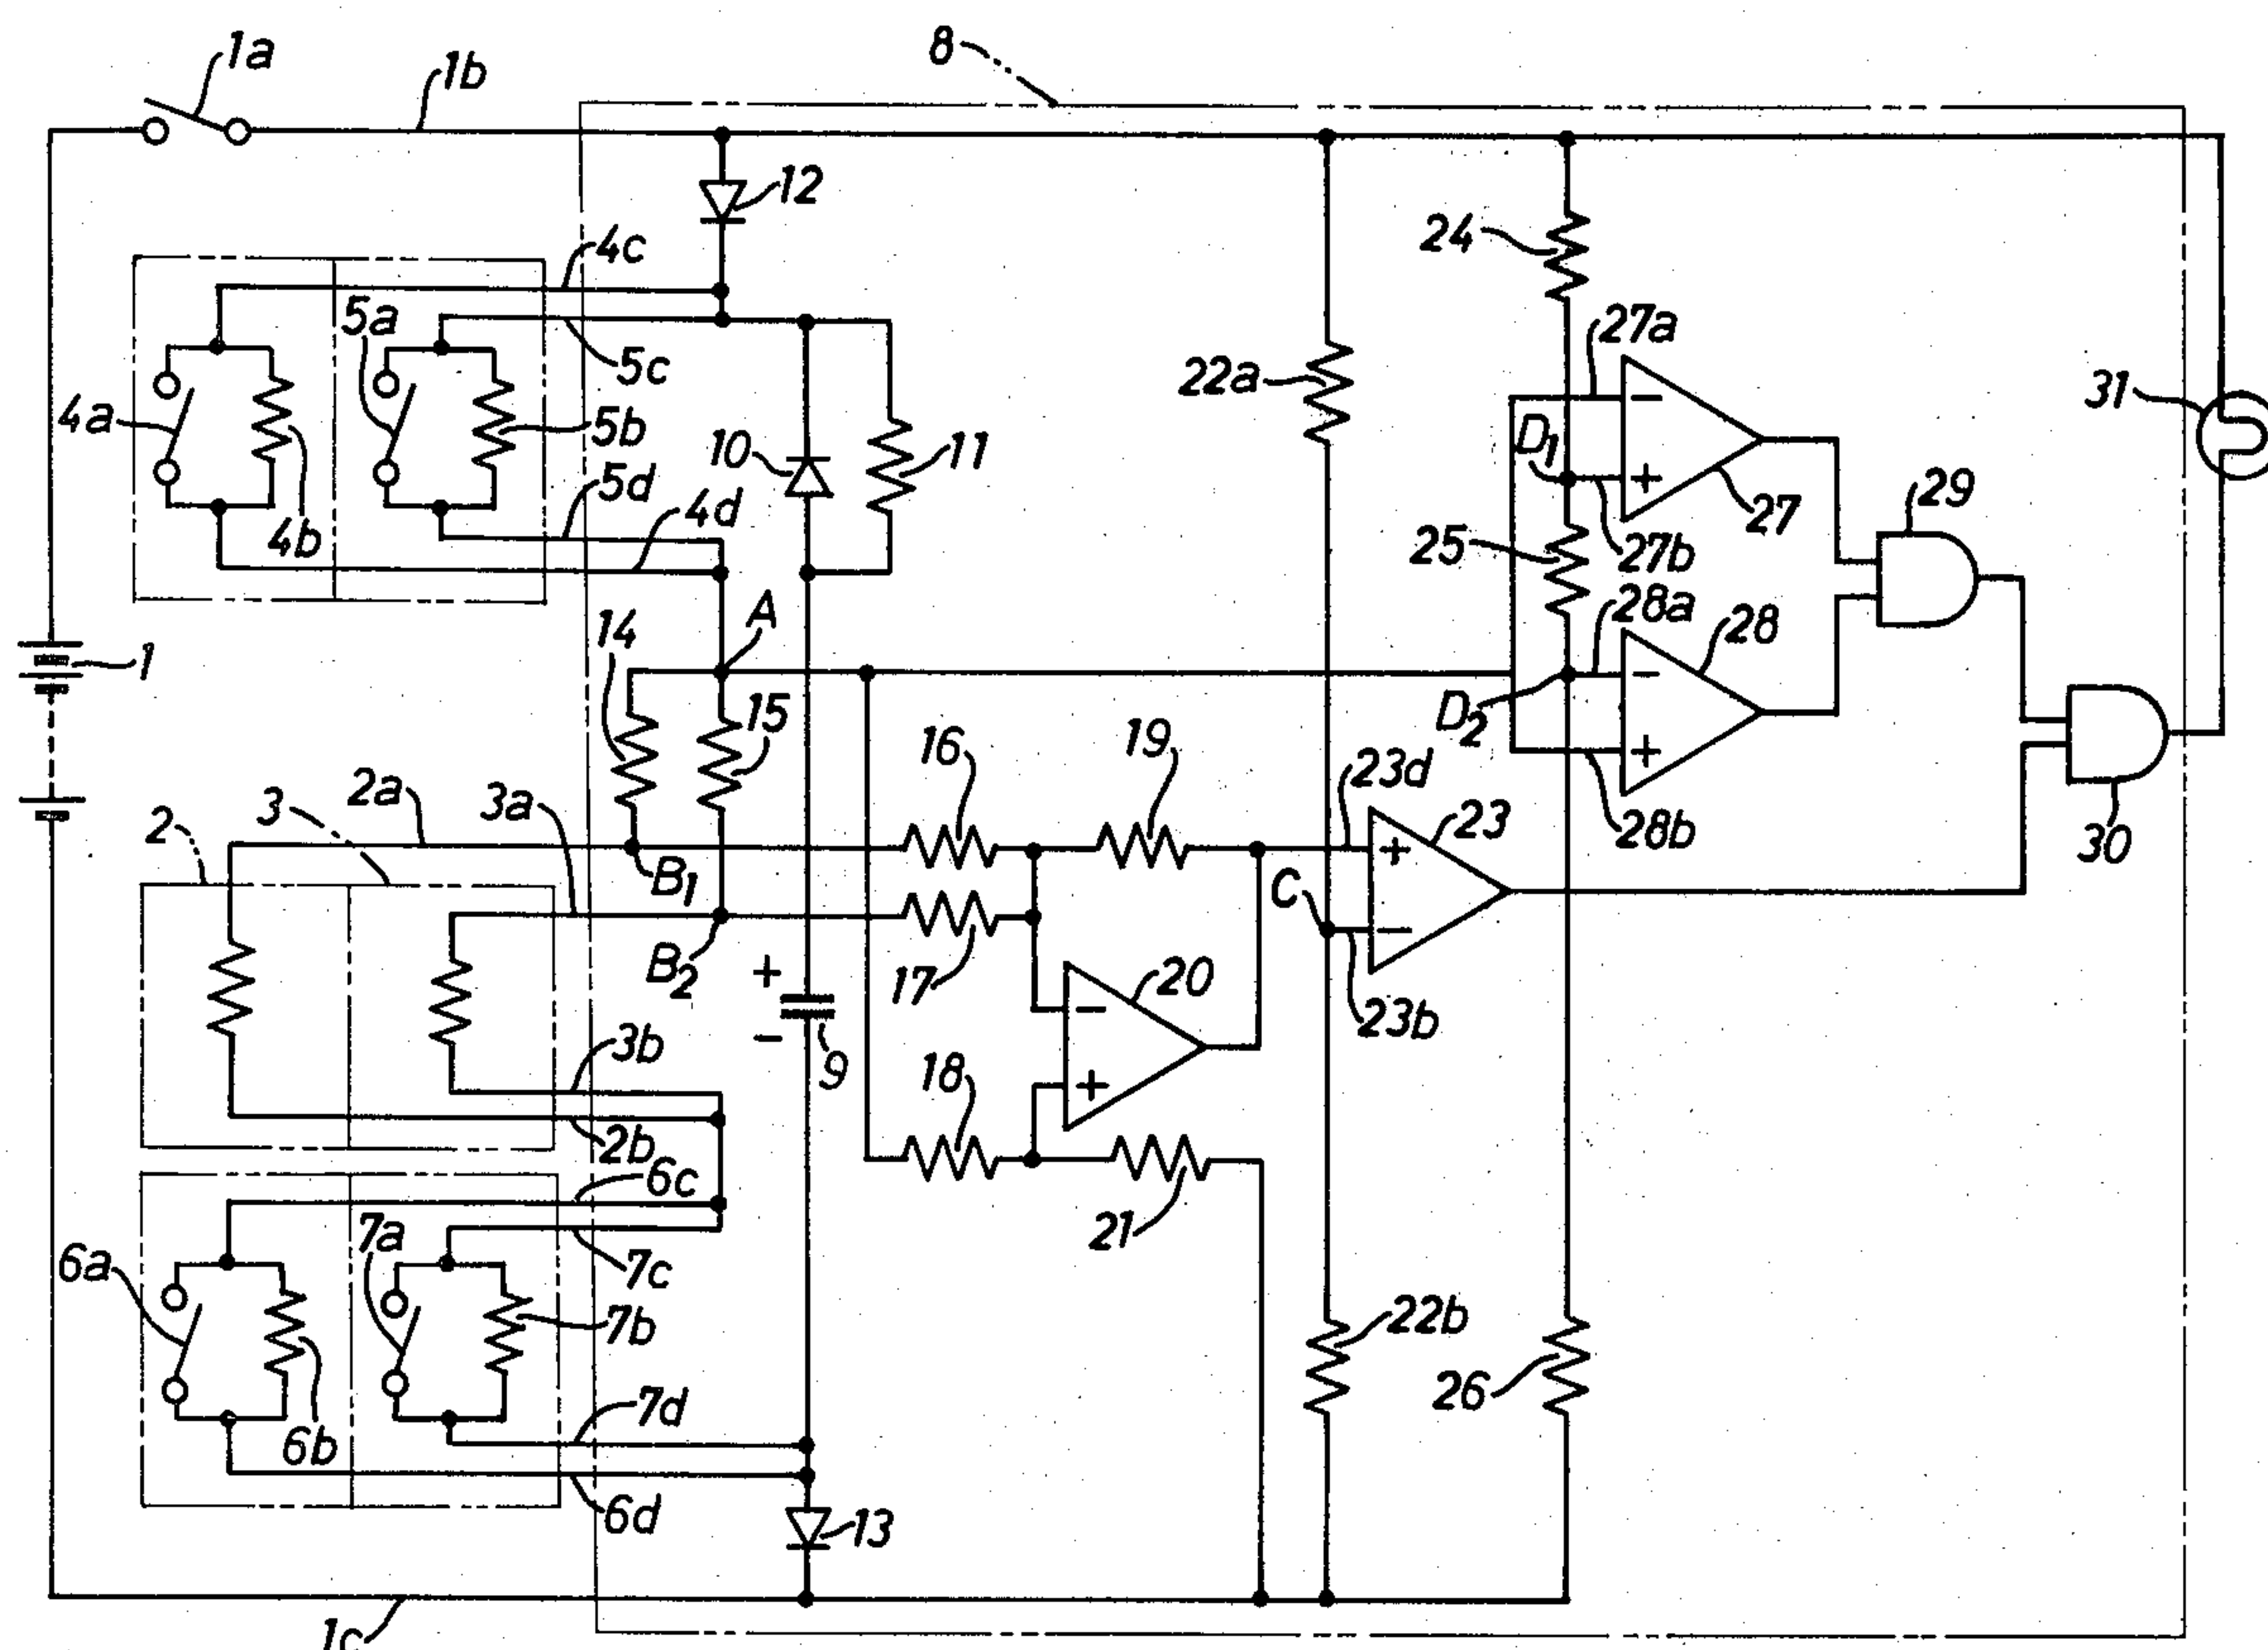 1a
1b
8
12
4c
24
5a
27a
5c
22a
31
4a
5b
10
11
D1
29
5d
4d
27
4b
25
27b
28a
14
A
28
1
15
D2
16
19
23d
2
3
2a
3a
23
28b
30
B1
C
B2
+
17
20
23b
−
9
3b
18
2b
6c
21
7a
6a
7c
7b
22b
26
7d
6b
6d
13
1c
−
+
−
+
+
−
−
+